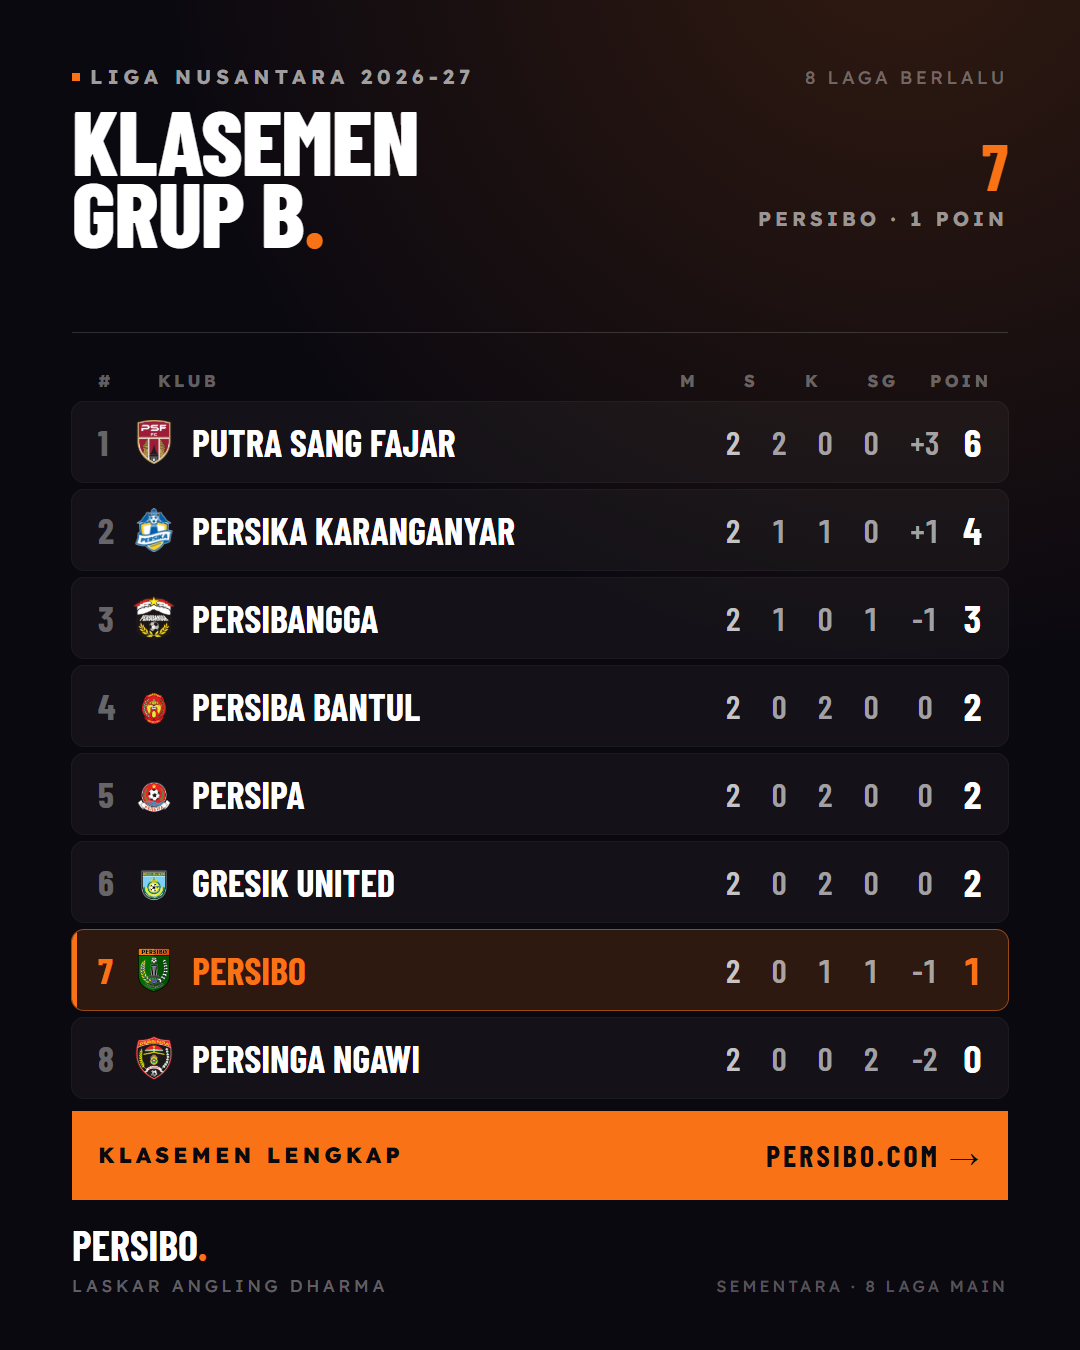 LIGA NUSANTARA 2026-27
8 LAGA BERLALU
KLASEMEN
GRUP B.
7
PERSIBO · 1 POIN
# KLUB M S K SG POIN
1 PSF FC PUTRA SANG FAJAR 2 2 0 0 +3 6
2 PERSIKA PERSIKA KARANGANYAR 2 1 1 0 +1 4
3 PERSIBANGGA 2 1 0 1 -1 3
4 PERSIBA BANTUL 2 0 2 0 0 2
5 PERSIPA 2 0 2 0 0 2
6 GRESIK UNITED 2 0 2 0 0 2
7 PERSIBO PERSIBO 2 0 1 1 -1 1
8 PERSINGA NGAWI 2 0 0 2 -2 0
KLASEMEN LENGKAP
PERSIBO.COM →
PERSIBO.
LASKAR ANGLING DHARMA
SEMENTARA · 8 LAGA MAIN